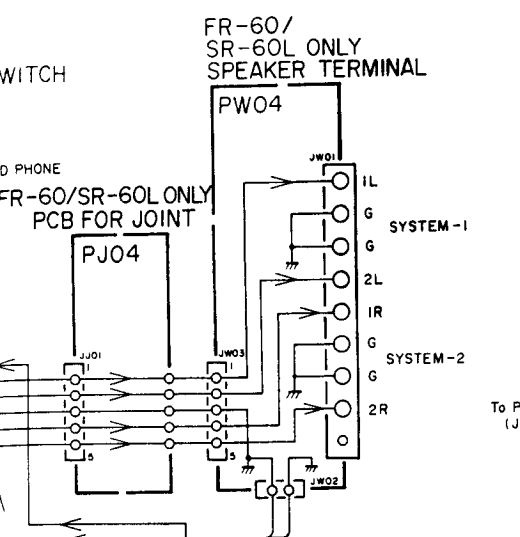 FR-60/
SR-60L ONLY
SPEAKER TERMINAL
WITCH
PW04
JW01
D PHONE
1L
FR-60/SR-60L ONLY
G
PCB FOR JOINT
SYSTEM-1
G
PJ04
2L
1R
G
JJ01
JW03
SYSTEM-2
1
1
G
2R
To P
(J
5
5
JW02